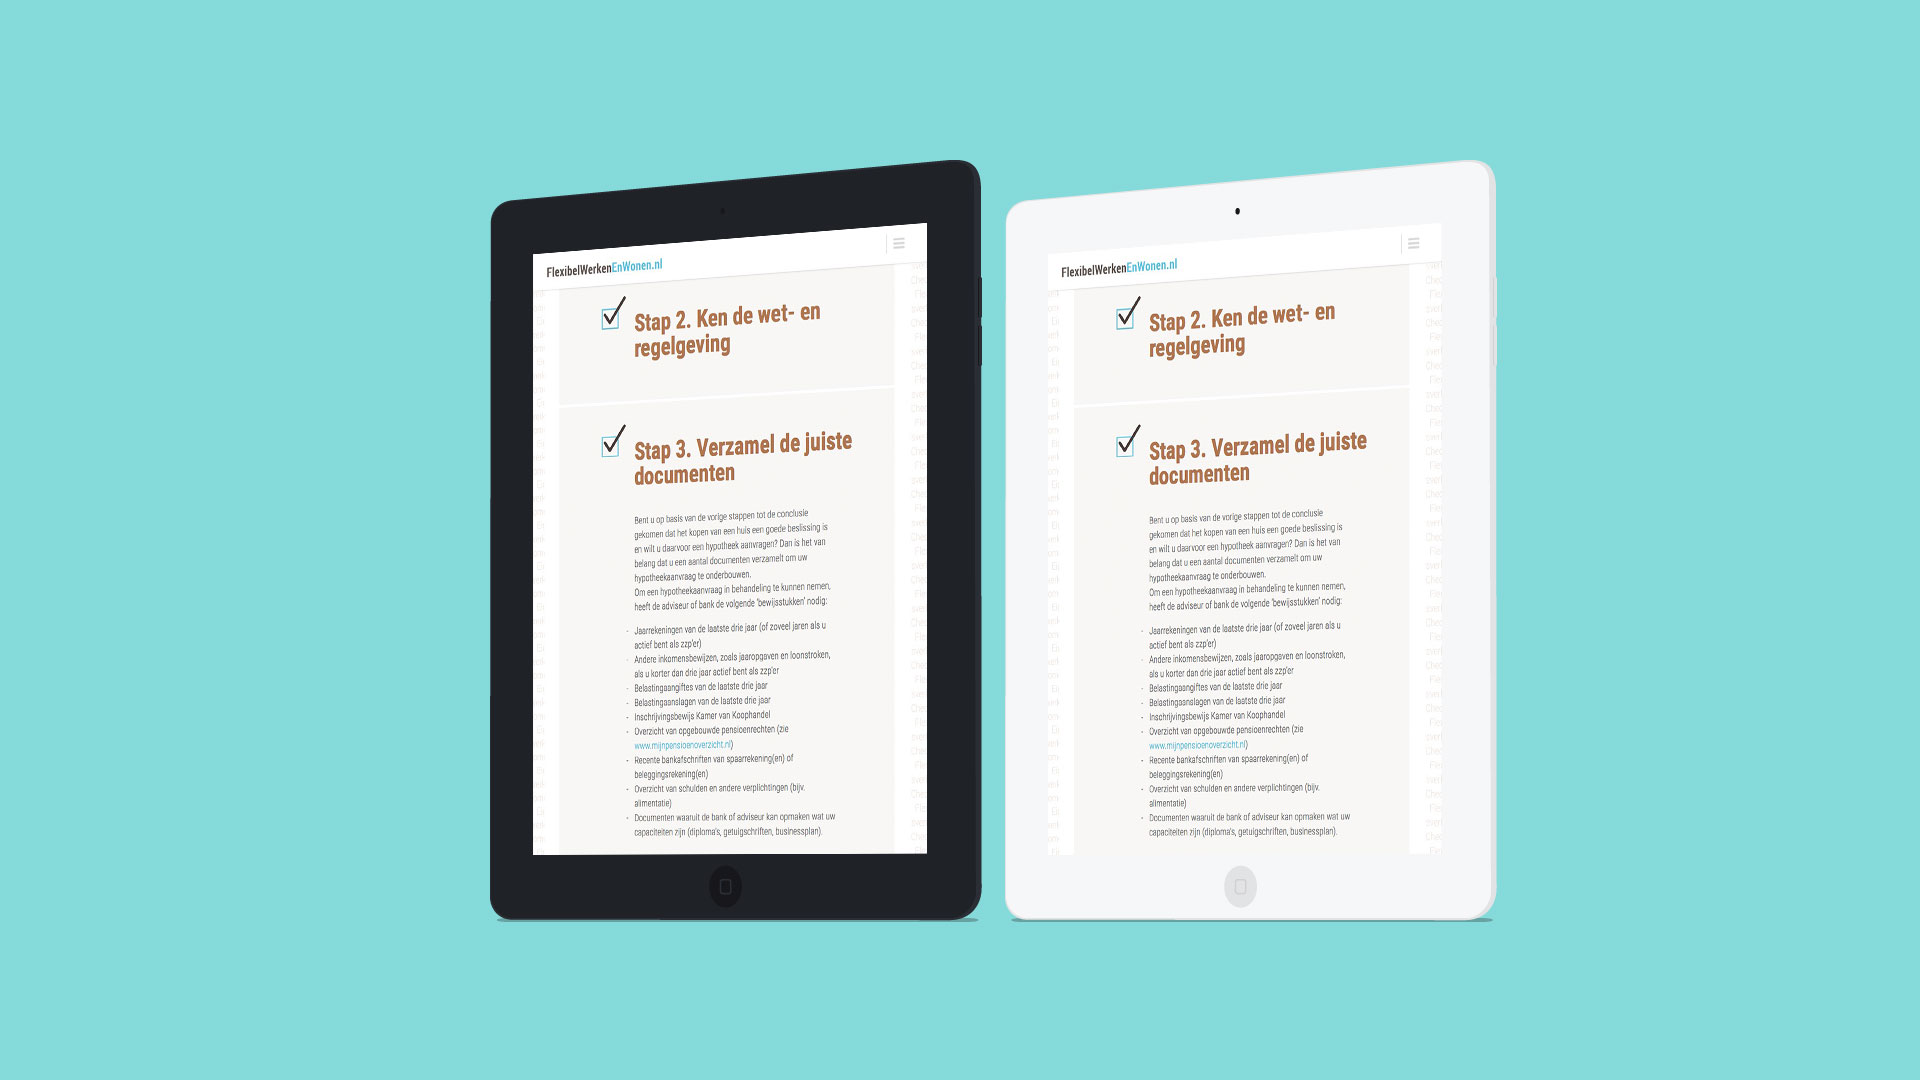 FlexibelWerkenEnWonen.nl
Stap 2. Ken de wet- en
regelgeving
Stap 3. Verzamel de juiste
documenten
Bent u op basis van de vorige stappen tot de conclusie
gekomen dat het kopen van een huis een goede beslissing is
en wilt u daarvoor een hypotheek aanvragen? Dan is het van
belang dat u een aantal documenten verzamelt om uw
hypotheekaanvraag te onderbouwen.
Om een hypotheekaanvraag in behandeling te kunnen nemen,
heeft de adviseur of bank de volgende 'bewijsstukken' nodig:
- Jaarrekeningen van de laatste drie jaar (of zoveel jaren als u
actief bent als zzp'er)
- Andere inkomensbewijzen, zoals jaaropgaven en loonstroken,
als u korter dan drie jaar actief bent als zzp'er
- Belastingaangiftes van de laatste drie jaar
- Belastingaanslagen van de laatste drie jaar
- Inschrijvingsbewijs Kamer van Koophandel
- Overzicht van opgebouwde pensioenrechten (zie
www.mijnpensioenoverzicht.nl)
- Recente bankafschriften van spaarrekening(en) of
beleggingsrekening(en)
- Overzicht van schulden en andere verplichtingen (bijv.
alimentatie)
- Documenten waaruit de bank of adviseur kan opmaken wat uw
capaciteiten zijn (diploma's, getuigschriften, businessplan).
FlexibelWerkenEnWonen.nl
Stap 2. Ken de wet- en
regelgeving
Stap 3. Verzamel de juiste
documenten
Bent u op basis van de vorige stappen tot de conclusie
gekomen dat het kopen van een huis een goede beslissing is
en wilt u daarvoor een hypotheek aanvragen? Dan is het van
belang dat u een aantal documenten verzamelt om uw
hypotheekaanvraag te onderbouwen.
Om een hypotheekaanvraag in behandeling te kunnen nemen,
heeft de adviseur of bank de volgende 'bewijsstukken' nodig:
- Jaarrekeningen van de laatste drie jaar (of zoveel jaren als u
actief bent als zzp'er)
- Andere inkomensbewijzen, zoals jaaropgaven en loonstroken,
als u korter dan drie jaar actief bent als zzp'er
- Belastingaangiftes van de laatste drie jaar
- Belastingaanslagen van de laatste drie jaar
- Inschrijvingsbewijs Kamer van Koophandel
- Overzicht van opgebouwde pensioenrechten (zie
www.mijnpensioenoverzicht.nl)
- Recente bankafschriften van spaarrekening(en) of
beleggingsrekening(en)
- Overzicht van schulden en andere verplichtingen (bijv.
alimentatie)
- Documenten waaruit de bank of adviseur kan opmaken wat uw
capaciteiten zijn (diploma's, getuigschriften, businessplan).